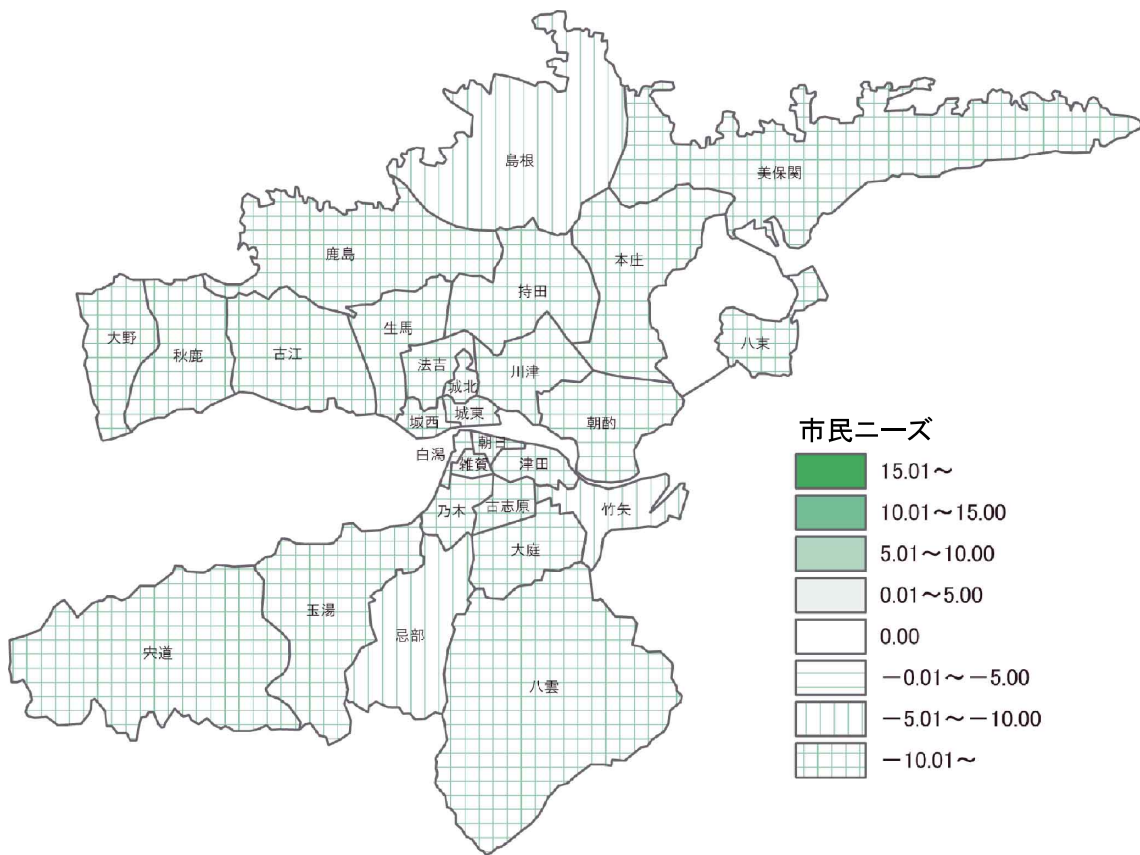 島根
美保関
鹿島
本庄
持田
大野
秋鹿
古江
生馬
法吉
川津
八束
城北
城西
城東
朝酌
白潟
朝日
雑賀
津田
乃木
古志原
竹矢
大庭
玉湯
忌部
宍道
八雲
市民ニーズ
15.01～
10.01～15.00
5.01～10.00
0.01～5.00
0.00
－0.01～－5.00
－5.01～－10.00
－10.01～